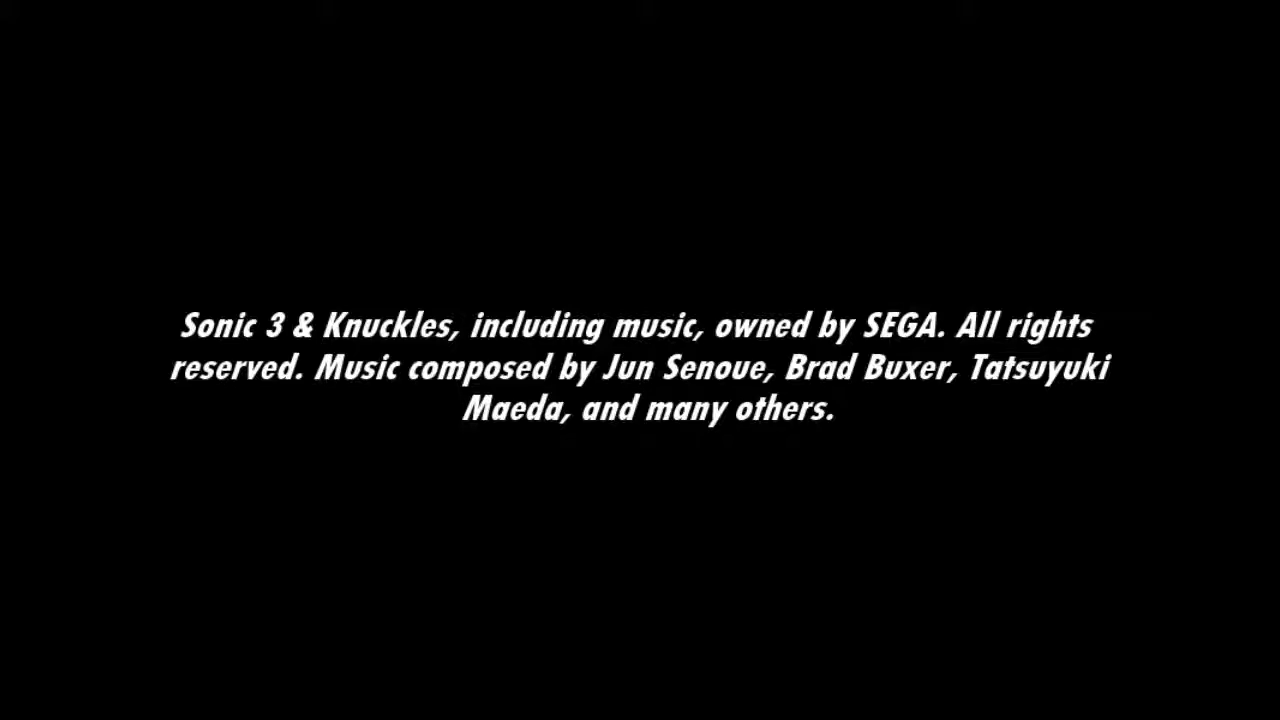 Sonic 3 & Knuckles, including music, owned by SEGA. All rights
reserved. Music composed by Jun Senoue, Brad Buxer, Tatsuyuki
Maeda, and many others.